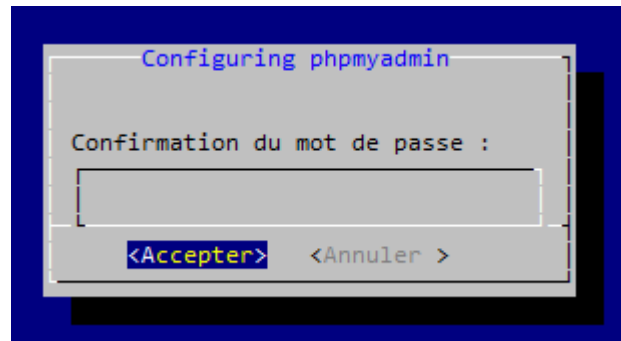 Configuring phpmyadmin
Confirmation du mot de passe :
<Accepter> <Annuler >